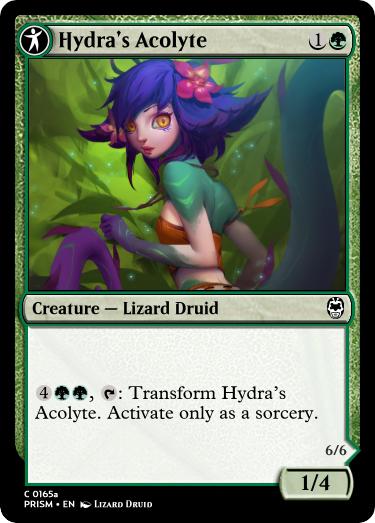 Hydra's Acolyte 1
Creature — Lizard Druid
4, : Transform Hydra's
Acolyte. Activate only as a sorcery.
6/6
1/4
C 0165a
PRISM • EN Lizard Druid